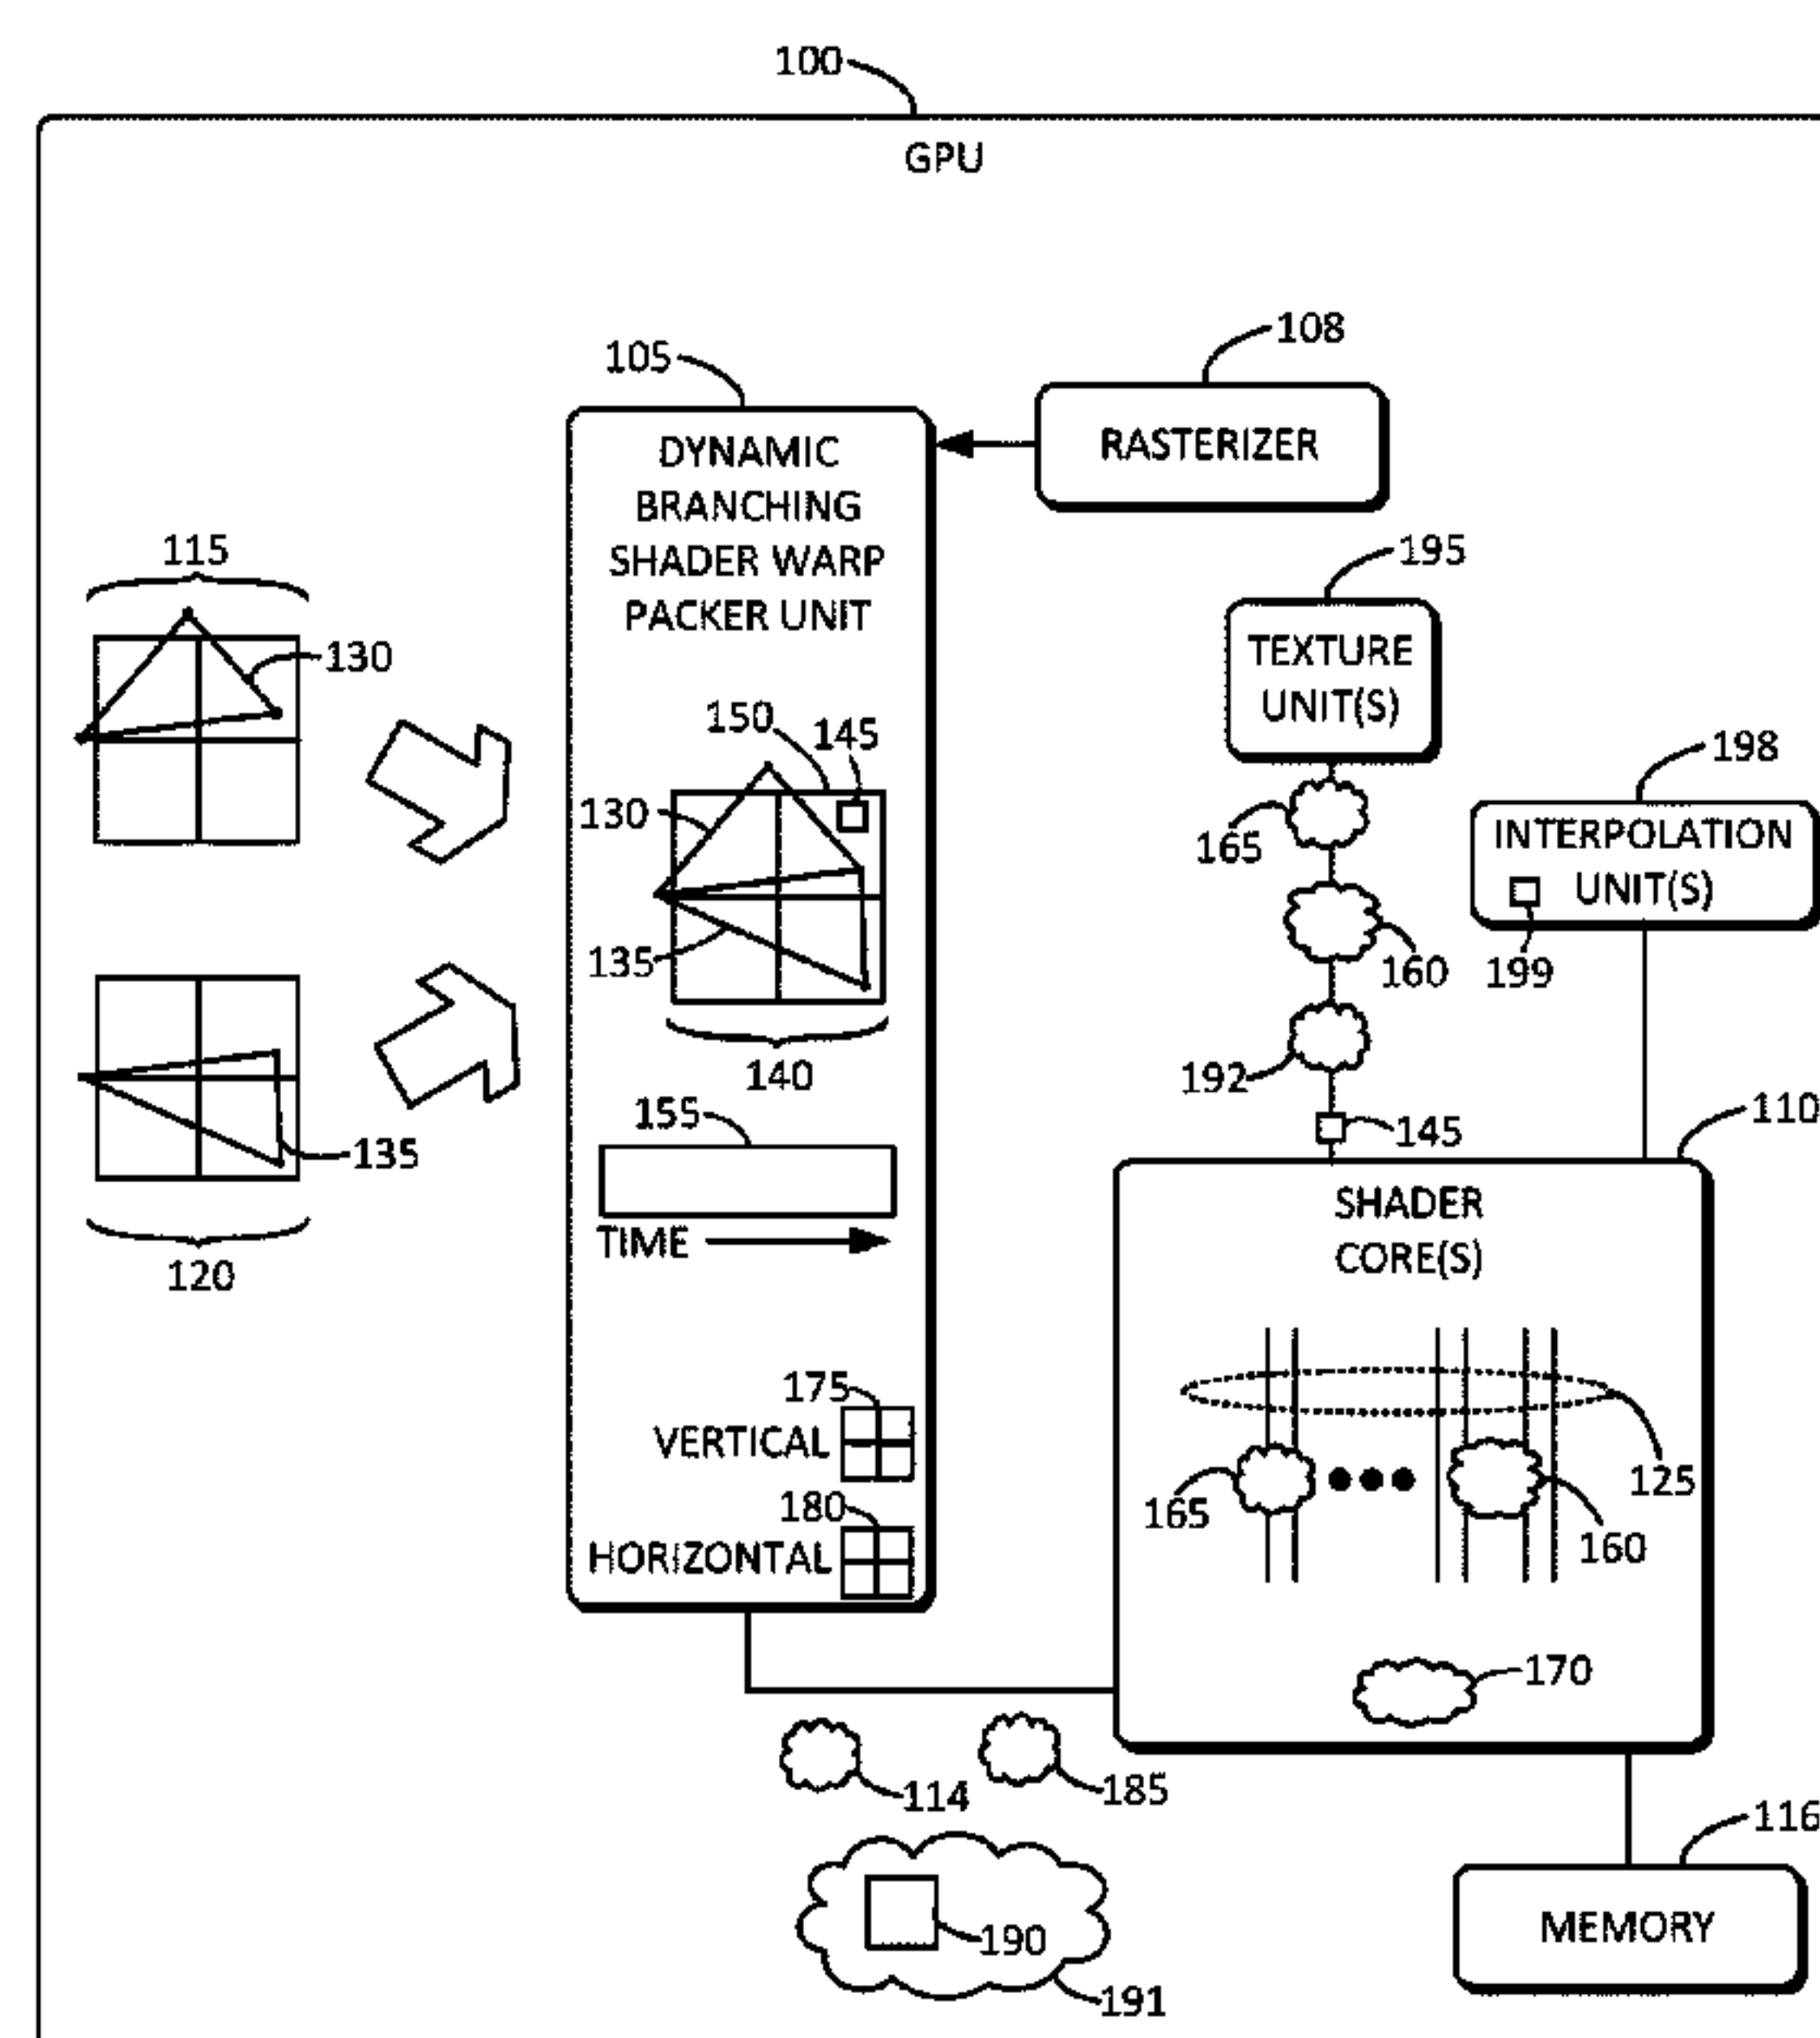 100
GPU
108
105
RASTERIZER
DYNAMIC
BRANCHING
SHADER WARP
PACKER UNIT
115
130
195
TEXTURE
UNIT(S)
150
145
130
135
140
165
160
192
145
198
INTERPOLATION
UNIT(S)
199
135
120
155
TIME
110
SHADER
CORE(S)
175
VERTICAL
180
HORIZONTAL
165
160
125
170
114
185
190
191
116
MEMORY